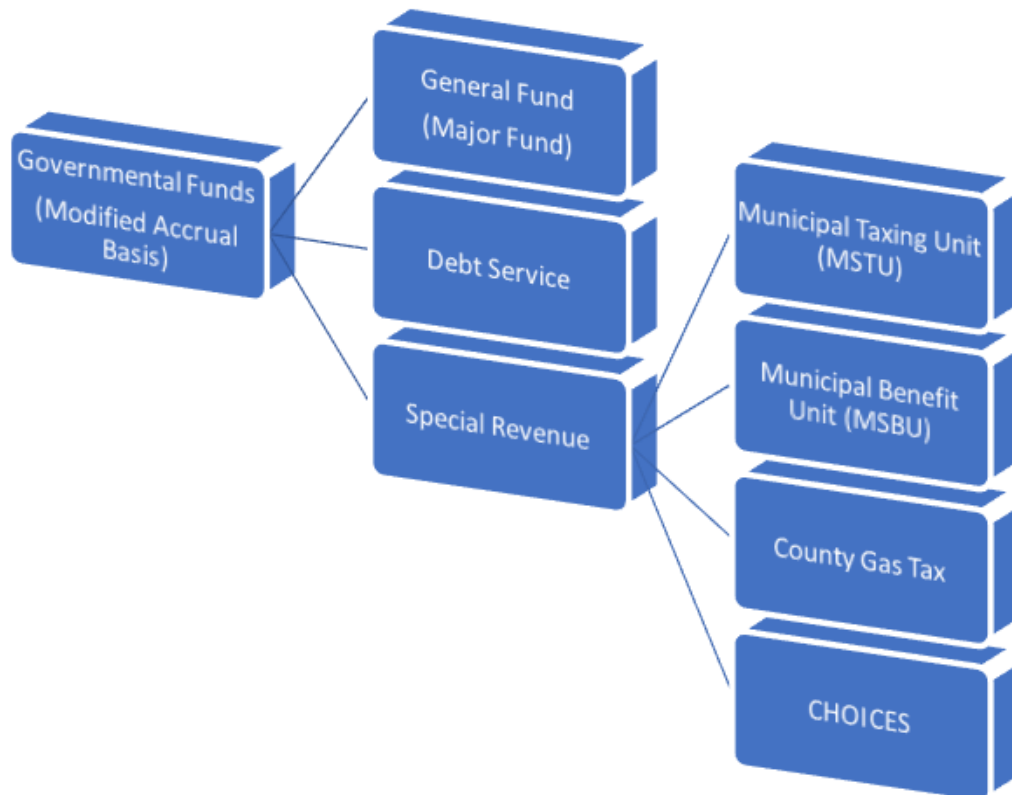 Governmental Funds
(Modified Accrual
Basis)
General Fund
(Major Fund)
Debt Service
Special Revenue
Municipal Taxing Unit
(MSTU)
Municipal Benefit
Unit (MSBU)
County Gas Tax
CHOICES